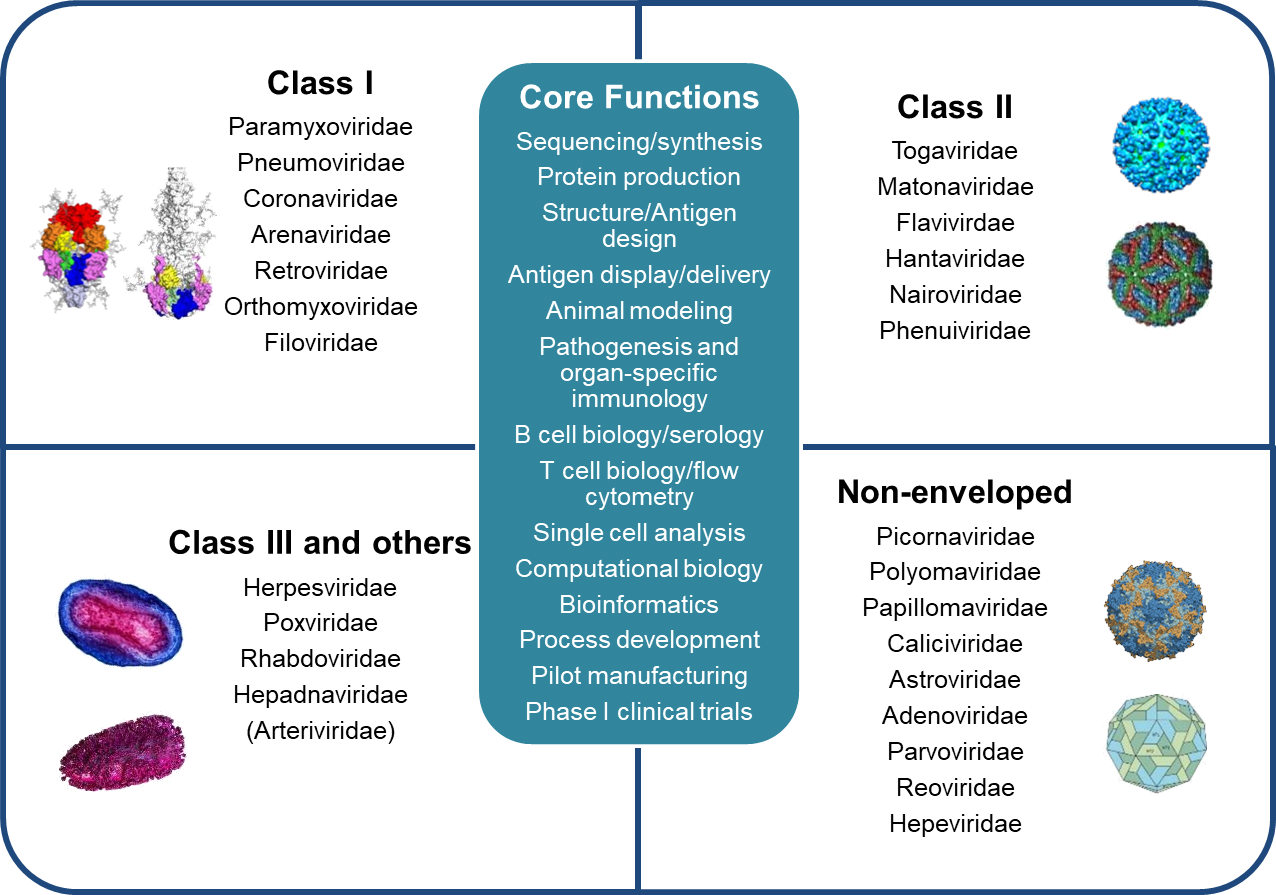 Class I
Paramyxoviridae
Pneumoviridae
Coronaviridae
Arenaviridae
Retroviridae
Orthomyxoviridae
Filoviridae
Core Functions
Sequencing/synthesis
Protein production
Structure/Antigen
design
Antigen display/delivery
Animal modeling
Pathogenesis and
organ-specific
immunology
B cell biology/serology
T cell biology/flow
cytometry
Single cell analysis
Computational biology
Bioinformatics
Process development
Pilot manufacturing
Phase I clinical trials
Class II
Togaviridae
Matonaviridae
Flavivirdae
Hantaviridae
Nairoviridae
Phenuiviridae
Class III and others
Herpesviridae
Poxviridae
Rhabdoviridae
Hepadnaviridae
(Arteriviridae)
Non-enveloped
Picornaviridae
Polyomaviridae
Papillomaviridae
Caliciviridae
Astroviridae
Adenoviridae
Parvoviridae
Reoviridae
Hepeviridae